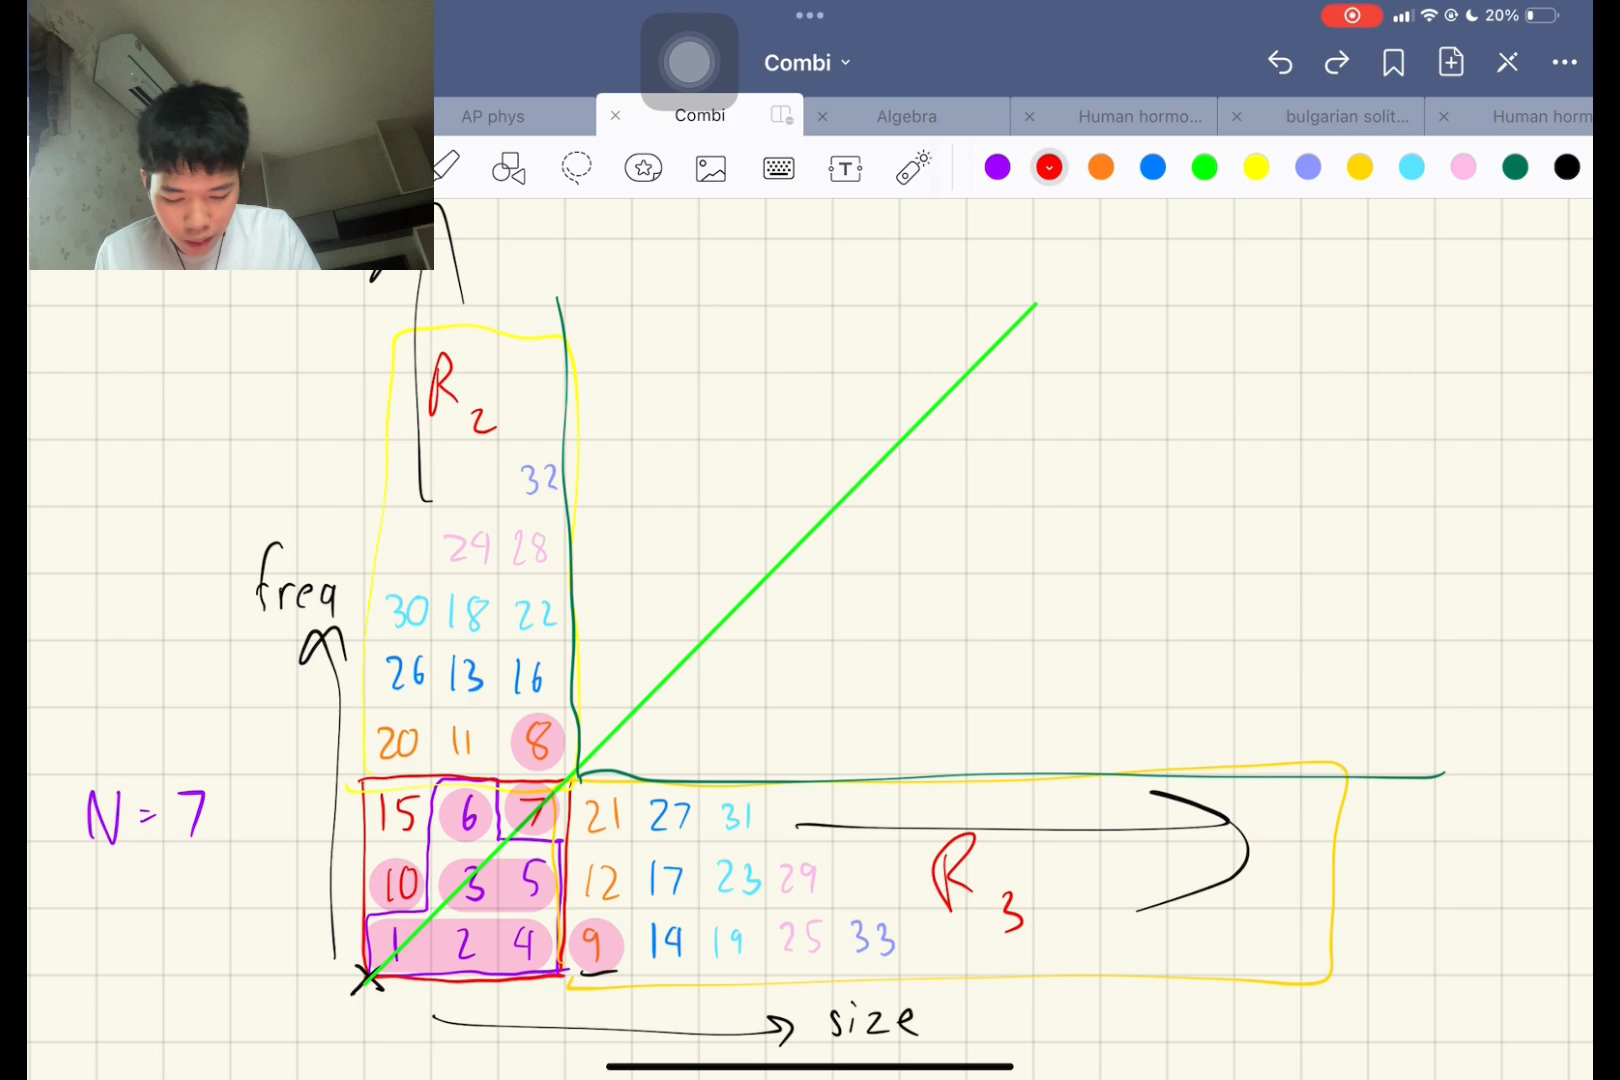 20%
Combi
AP phys
Combi
Algebra
Human hormo...
bulgarian solit...
Human horm
T
R2
32
29 28
30 18 22
freq
26 13 16
20 11 8
N = 7
15 6 7 21 27 31
10 3 5 12 17 23 29
R3
1 2 4 9 14 19 25 33
size